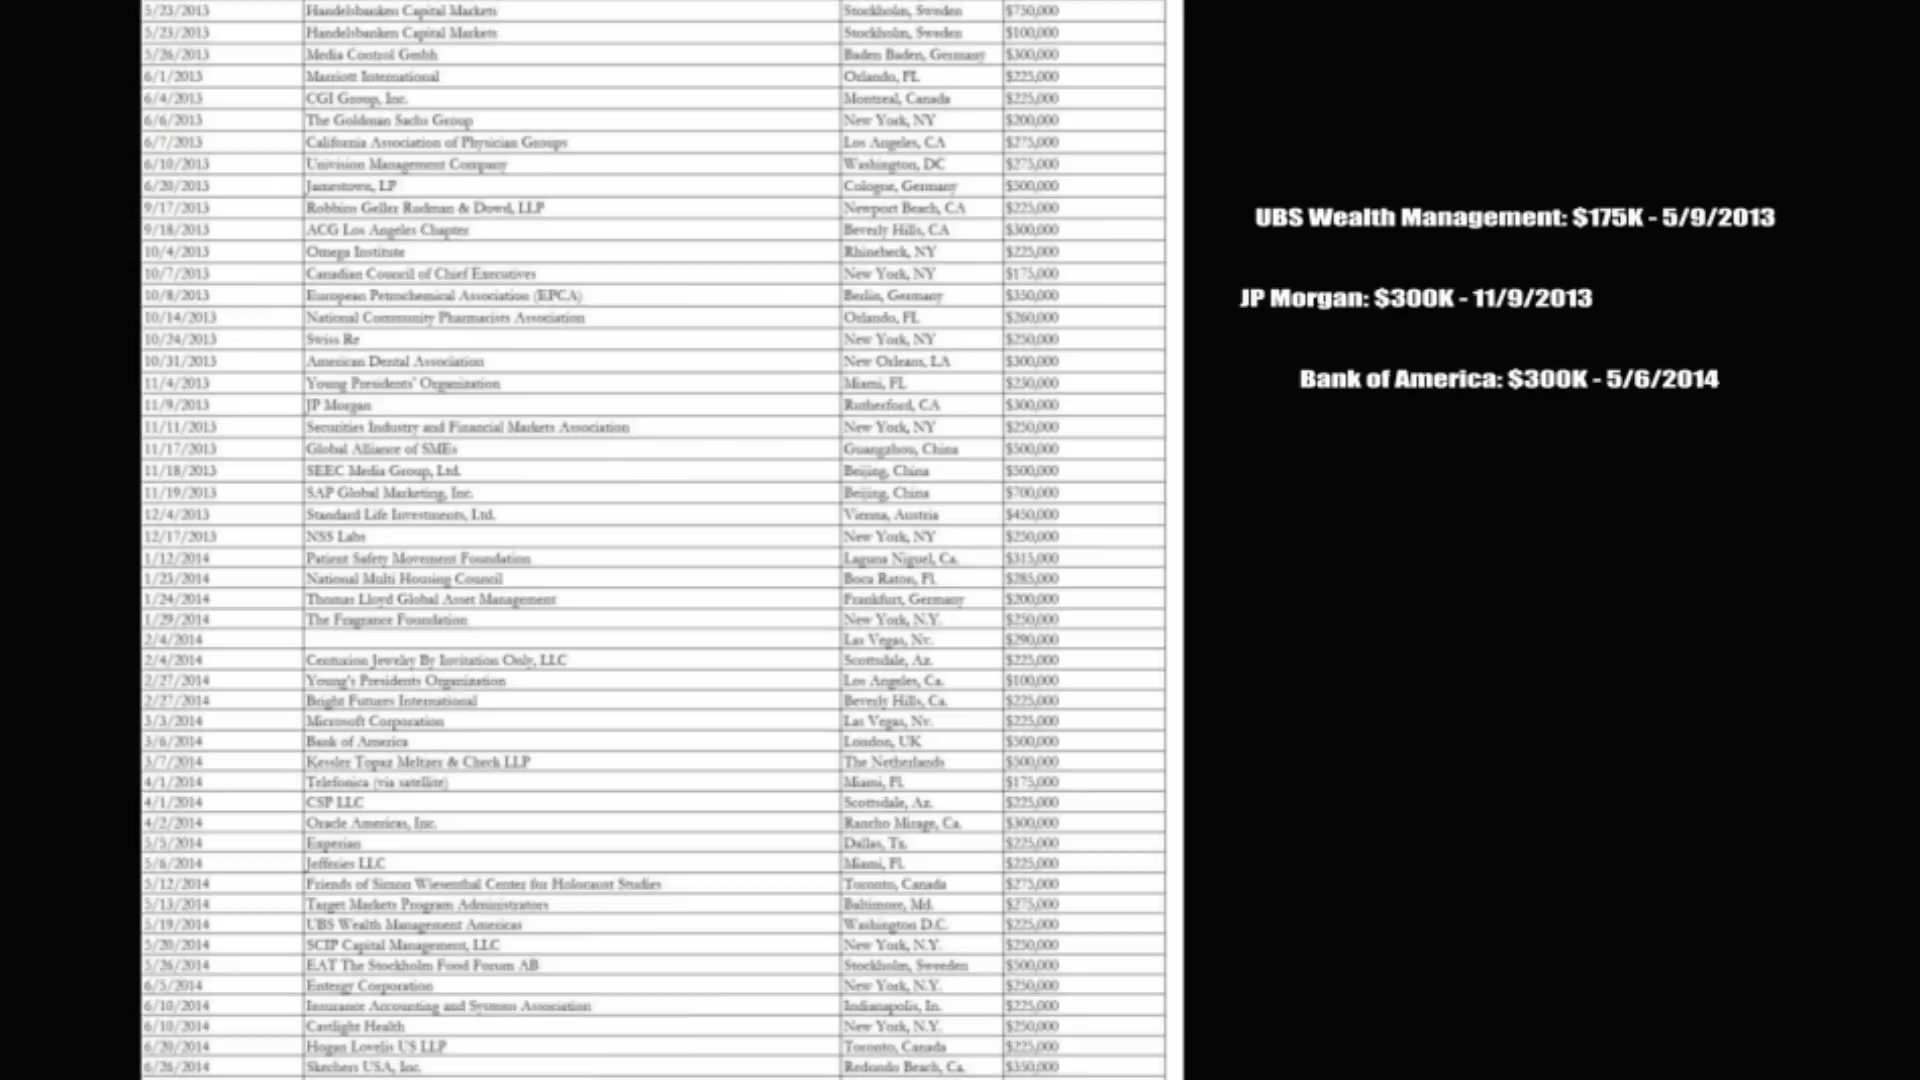 5/23/2013 Handelsbanken Capital Markets Stockholm, Sweden $750,000
5/23/2013 Handelsbanken Capital Markets Stockholm, Sweden $100,000
5/26/2013 Media Control Gmbh Baden Baden, Germany $300,000
6/1/2013 Marriott International Orlando, FL $225,000
6/4/2013 CGI Group, Inc. Montreal, Canada $225,000
6/6/2013 The Goldman Sachs Group New York, NY $200,000
6/7/2013 California Association of Physician Groups Los Angeles, CA $275,000
6/10/2013 Univision Management Company Washington, DC $275,000
6/20/2013 Jamestown, LP Cologne, Germany $500,000
9/17/2013 Robbins Geller Rudman & Dowd, LLP Newport Beach, CA $225,000
9/18/2013 ACG Los Angeles Chapter Beverly Hills, CA $300,000
10/4/2013 Omega Institute Rhinebeck, NY $225,000
10/7/2013 Canadian Council of Chief Executives New York, NY $175,000
10/8/2013 European Petrochemical Association (EPCA) Berlin, Germany $350,000
10/14/2013 National Community Pharmacists Association Orlando, FL $260,000
10/24/2013 Swiss Re New York, NY $250,000
10/31/2013 American Dental Association New Orleans, LA $300,000
11/4/2013 Young Presidents' Organization Miami, FL $250,000
11/9/2013 JP Morgan Rutherford, CA $300,000
11/11/2013 Securities Industry and Financial Markets Association New York, NY $250,000
11/17/2013 Global Alliance of SMEs Guangzhou, China $500,000
11/18/2013 SEEC Media Group, Ltd. Beijing, China $500,000
11/19/2013 SAP Global Marketing, Inc. Beijing, China $700,000
12/4/2013 Standard Life Investments, Ltd. Vienna, Austria $450,000
12/17/2013 NSS Labs New York, NY $250,000
1/12/2014 Patient Safety Movement Foundation Laguna Niguel, Ca. $315,000
1/23/2014 National Multi Housing Council Boca Raton, Fl. $285,000
1/24/2014 Thomas Lloyd Global Asset Management Frankfurt, Germany $200,000
1/29/2014 The Fragrance Foundation New York, N.Y. $250,000
2/4/2014 Las Vegas, Nv. $290,000
2/4/2014 Centurion Jewelry By Invitation Only, LLC Scottsdale, Az. $225,000
2/27/2014 Young's Presidents Organization Los Angeles, Ca. $100,000
2/27/2014 Bright Futures International Beverly Hills, Ca. $225,000
3/3/2014 Microsoft Corporation Las Vegas, Nv. $225,000
3/6/2014 Bank of America London, UK $500,000
3/7/2014 Kessler Topaz Meltzer & Check LLP The Netherlands $500,000
4/1/2014 Telefonica (via satellite) Miami, Fl. $175,000
4/1/2014 CSP LLC Scottsdale, Az. $225,000
4/2/2014 Oracle Americas, Inc. Rancho Mirage, Ca. $300,000
5/5/2014 Experian Dallas, Tx. $225,000
5/6/2014 Jefferies LLC Miami, Fl. $225,000
5/12/2014 Friends of Simon Wiesenthal Center for Holocaust Studies Toronto, Canada $275,000
5/13/2014 Target Markets Program Administrators Baltimore, Md. $275,000
5/19/2014 UBS Wealth Management Americas Washington D.C. $225,000
5/20/2014 SCIP Capital Management, LLC New York, N.Y. $250,000
5/26/2014 EAT The Stockholm Food Forum AB Stockholm, Sweeden $500,000
6/5/2014 Entergy Corporation New York, N.Y. $250,000
6/10/2014 Insurance Accounting and Systems Association Indianapolis, In. $225,000
6/10/2014 Castlight Health New York, N.Y. $250,000
6/20/2014 Hogan Lovells US LLP Toronto, Canada $225,000
6/26/2014 Skechers USA, Inc. Redondo Beach, Ca. $350,000
UBS Wealth Management: $175K - 5/9/2013
JP Morgan: $300K - 11/9/2013
Bank of America: $300K - 5/6/2014